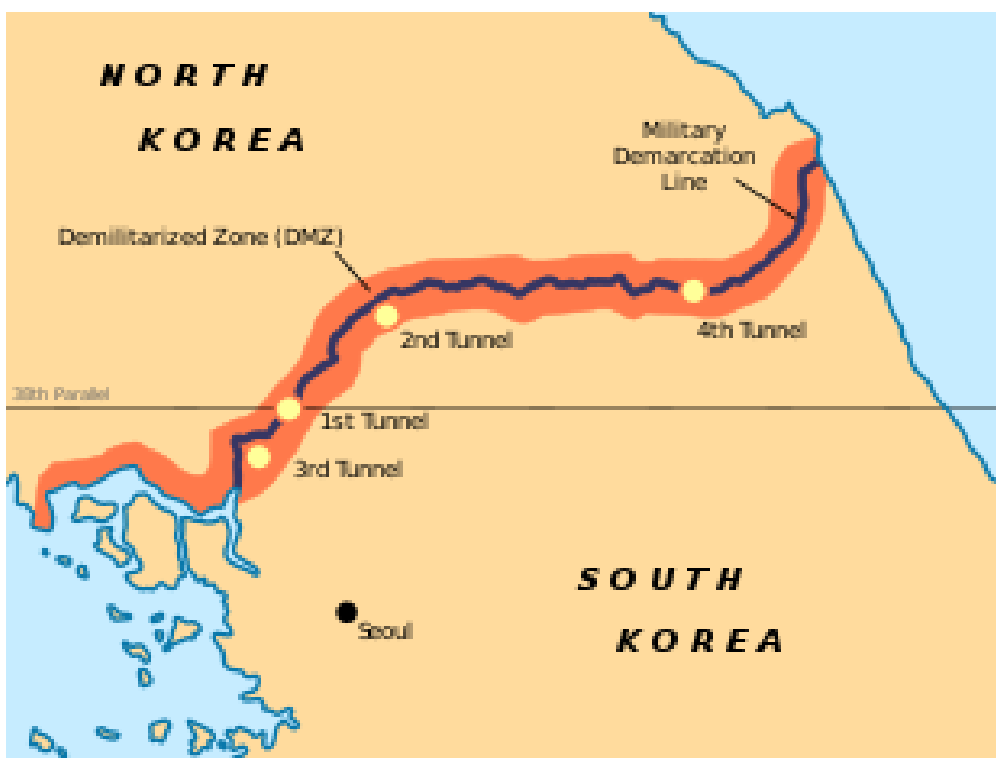 NORTH
KOREA
Military
Demarcation
Line
Demilitarized Zone (DMZ)
2nd Tunnel
4th Tunnel
38th Parallel
1st Tunnel
3rd Tunnel
SOUTH
KOREA
Seoul